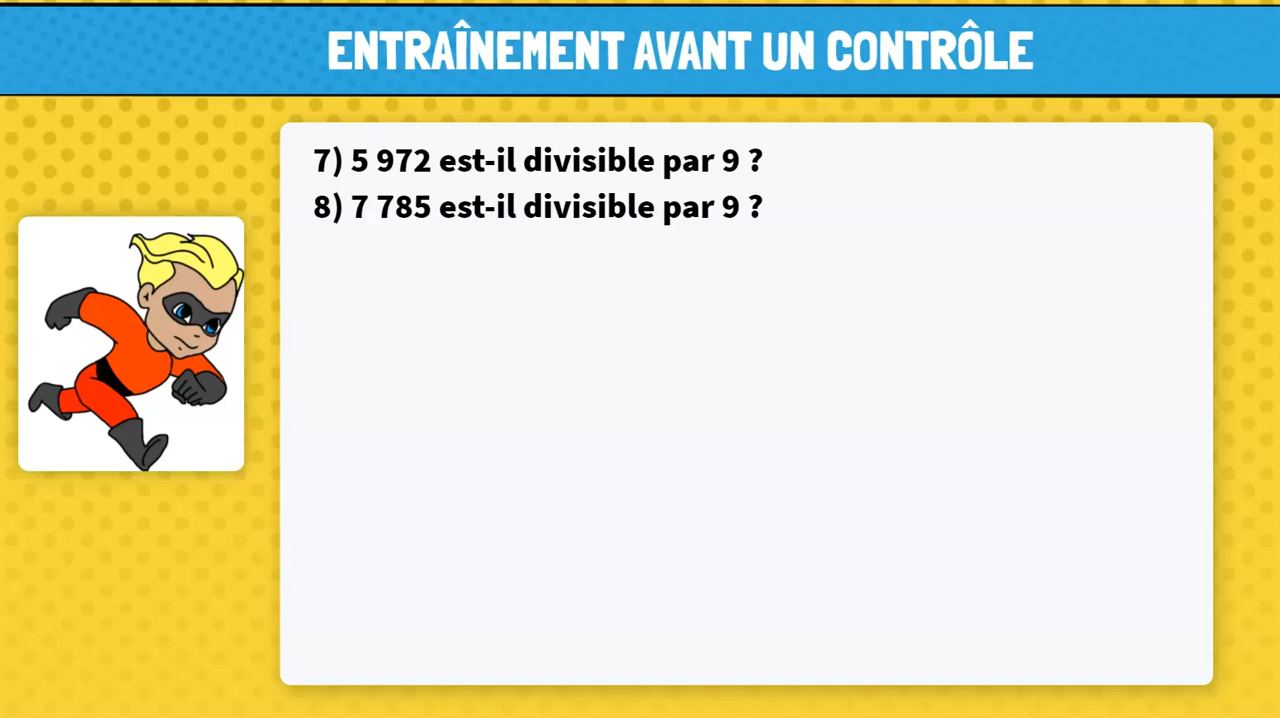 ENTRAÎNEMENT AVANT UN CONTRÔLE
7) 5 972 est-il divisible par 9 ?
8) 7 785 est-il divisible par 9 ?